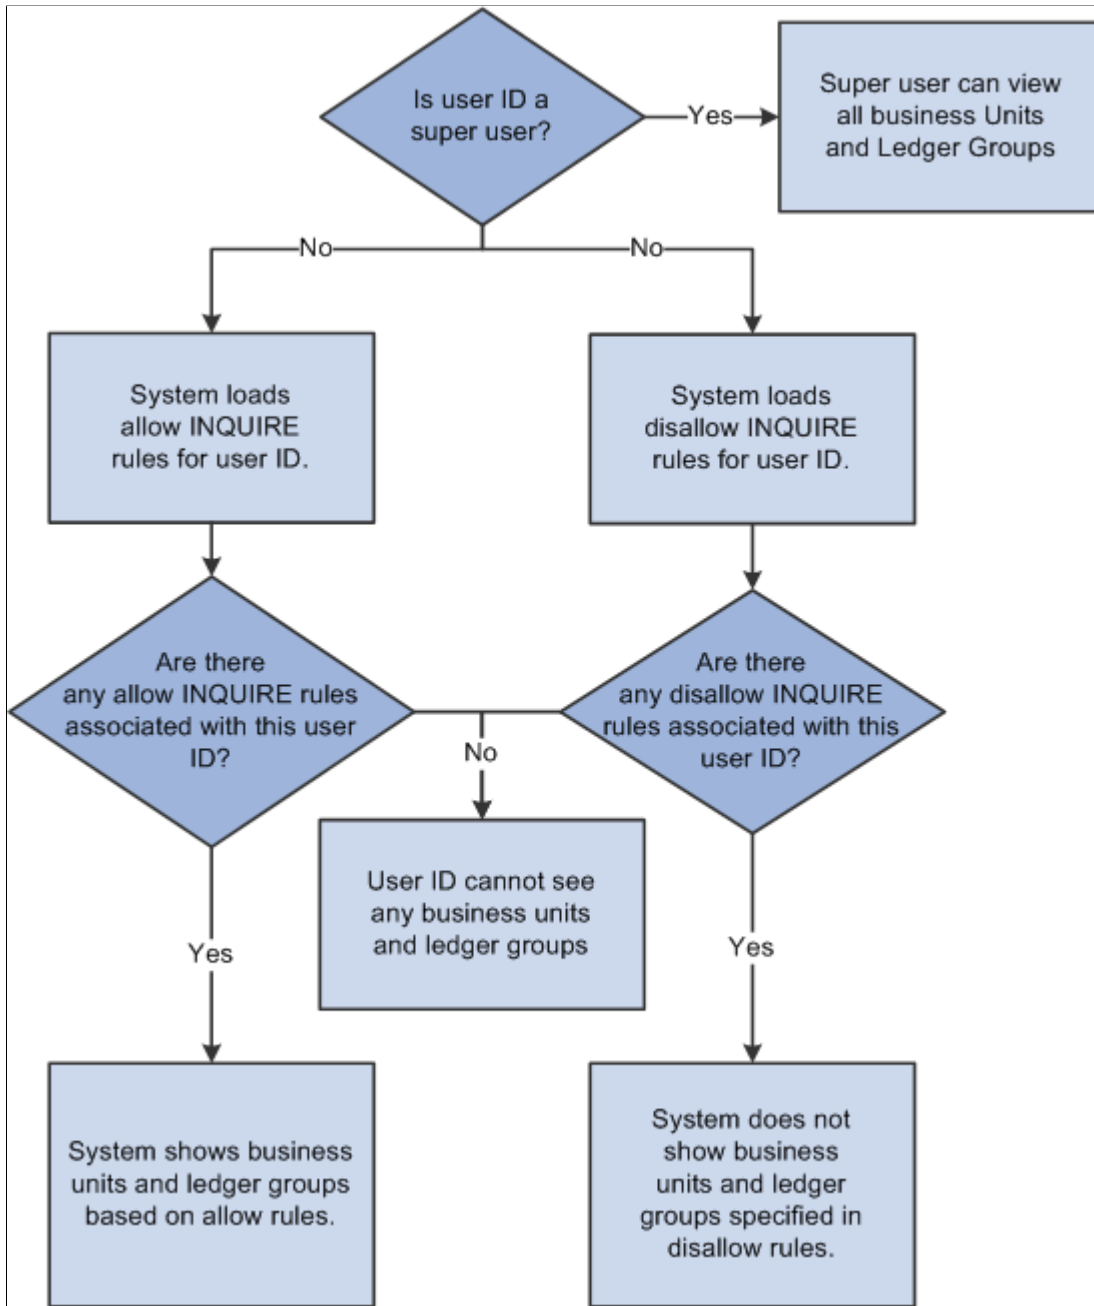 Is user ID a
super user?
Yes
Super user can view
all business Units
and Ledger Groups
No
No
System loads
allow INQUIRE
rules for user ID.
System loads
disallow INQUIRE
rules for user ID.
Are there
any allow INQUIRE rules
associated with this user
ID?
Are there
any disallow INQUIRE
rules associated with this
user ID?
No
User ID cannot see
any business units
and ledger groups
Yes
Yes
System shows business
units and ledger groups
based on allow rules.
System does not
show business
units and ledger
groups specified in
disallow rules.